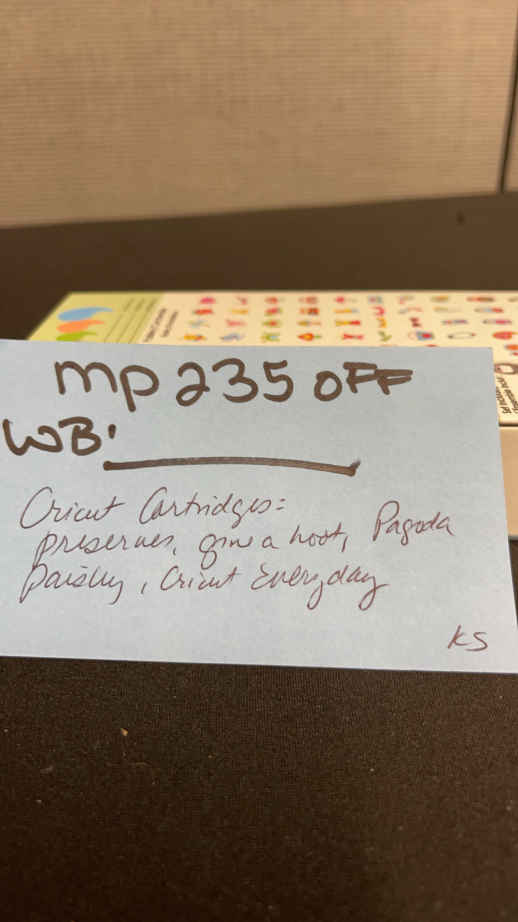 MP 235 OFF
WB:
Cricut Cartridges:
preserves, give a hoot, Pagoda
Paisley, Cricut Everyday
KS